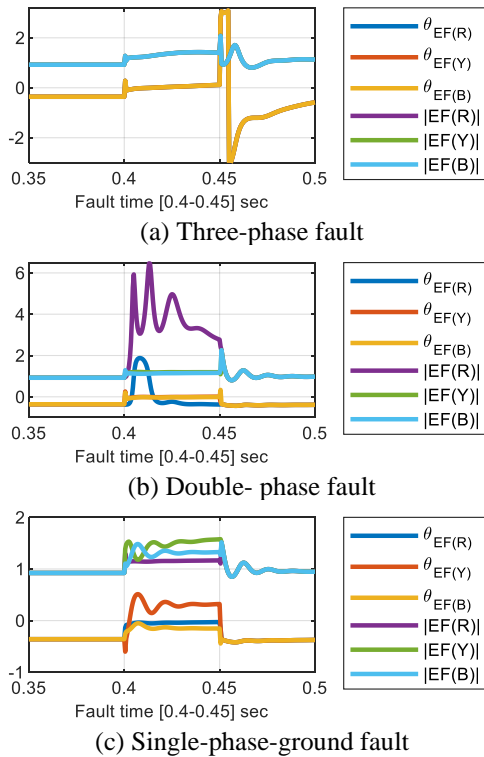 2
0
-2
0.35 0.4 0.45 0.5
Fault time [0.4-0.45] sec
θEF(R)
θEF(Y)
θEF(B)
|EF(R)|
|EF(Y)|
|EF(B)|
(a) Three-phase fault
6
4
2
0
0.35 0.4 0.45 0.5
Fault time [0.4-0.45] sec
θEF(R)
θEF(Y)
θEF(B)
|EF(R)|
|EF(Y)|
|EF(B)|
(b) Double- phase fault
2
1
0
-1
0.35 0.4 0.45 0.5
Fault time [0.4-0.45] sec
θEF(R)
θEF(Y)
θEF(B)
|EF(R)|
|EF(Y)|
|EF(B)|
(c) Single-phase-ground fault